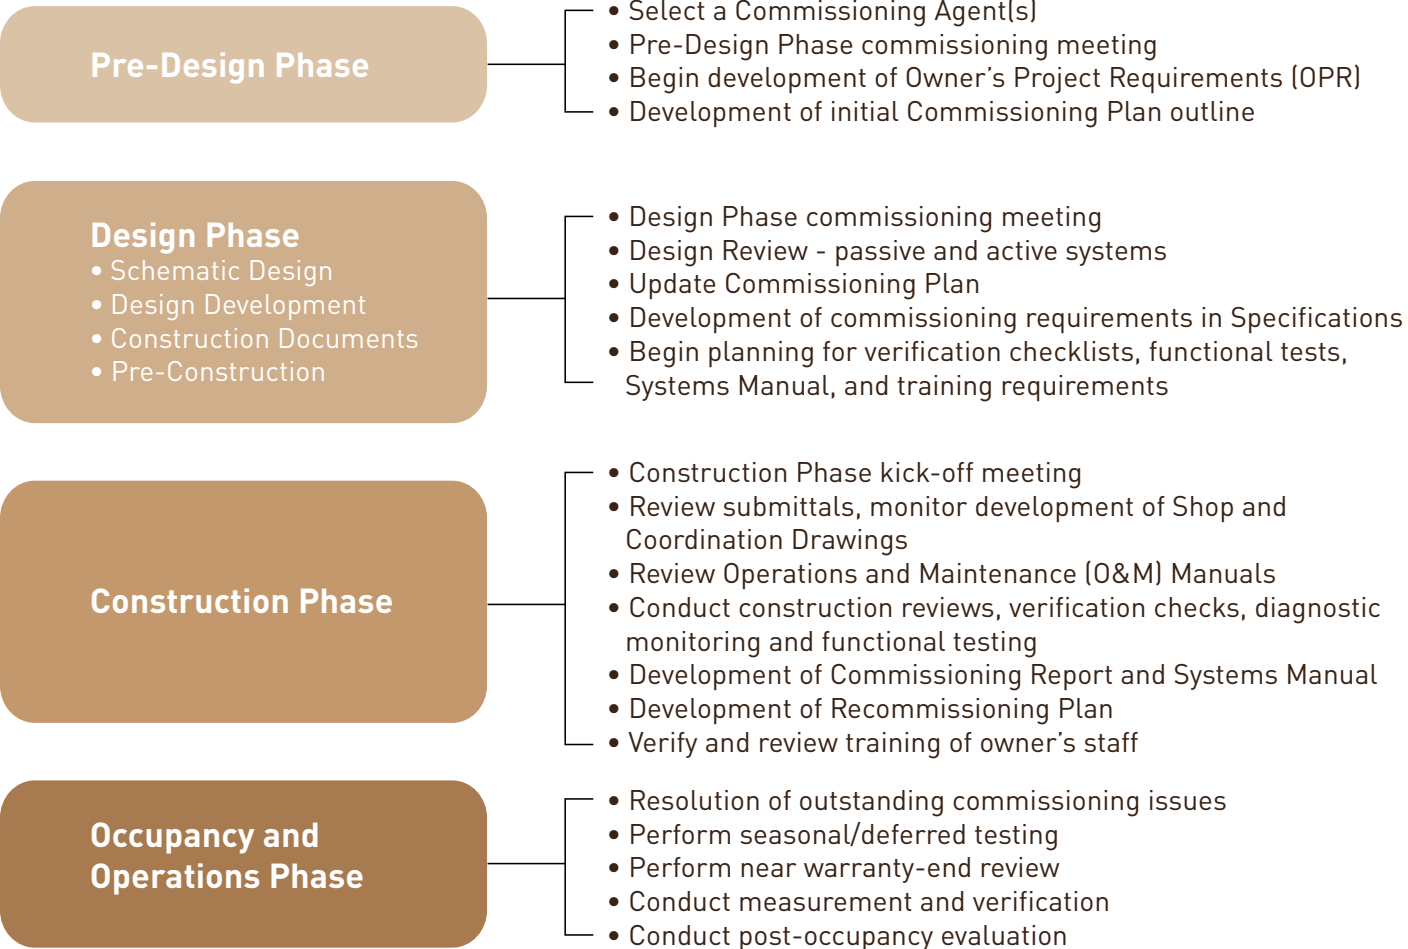 Pre-Design Phase
• Select a Commissioning Agent(s)
• Pre-Design Phase commissioning meeting
• Begin development of Owner’s Project Requirements (OPR)
• Development of initial Commissioning Plan outline
Design Phase
• Schematic Design
• Design Development
• Construction Documents
• Pre-Construction
• Design Phase commissioning meeting
• Design Review - passive and active systems
• Update Commissioning Plan
• Development of commissioning requirements in Specifications
• Begin planning for verification checklists, functional tests,
Systems Manual, and training requirements
Construction Phase
• Construction Phase kick-off meeting
• Review submittals, monitor development of Shop and
Coordination Drawings
• Review Operations and Maintenance (O&M) Manuals
• Conduct construction reviews, verification checks, diagnostic
monitoring and functional testing
• Development of Commissioning Report and Systems Manual
• Development of Recommissioning Plan
• Verify and review training of owner’s staff
Occupancy and
Operations Phase
• Resolution of outstanding commissioning issues
• Perform seasonal/deferred testing
• Perform near warranty-end review
• Conduct measurement and verification
• Conduct post-occupancy evaluation